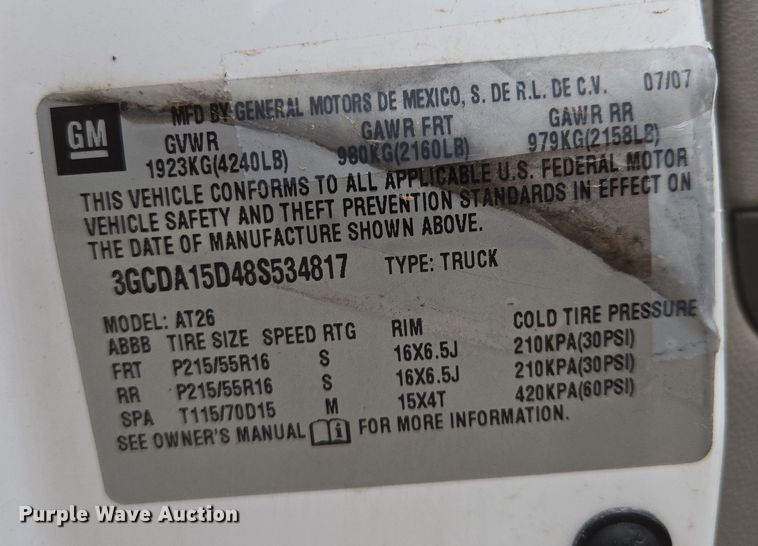 GM
MFD BY GENERAL MOTORS DE MEXICO, S. DE R.L. DE C.V. 07/07
GVWR GAWR FRT GAWR RR
1923KG(4240LB) 980KG(2160LB) 979KG(2158LB)
THIS VEHICLE CONFORMS TO ALL APPLICABLE U.S. FEDERAL MOTOR
VEHICLE SAFETY AND THEFT PREVENTION STANDARDS IN EFFECT ON
THE DATE OF MANUFACTURE SHOWN ABOVE.
3GCDA15D48S534817 TYPE: TRUCK
MODEL: AT26
ABBB TIRE SIZE SPEED RTG RIM COLD TIRE PRESSURE
FRT P215/55R16 S 16X6.5J 210KPA(30PSI)
RR P215/55R16 S 16X6.5J 210KPA(30PSI)
SPA T115/70D15 M 15X4T 420KPA(60PSI)
SEE OWNER'S MANUAL i FOR MORE INFORMATION.
Purple Wave Auction